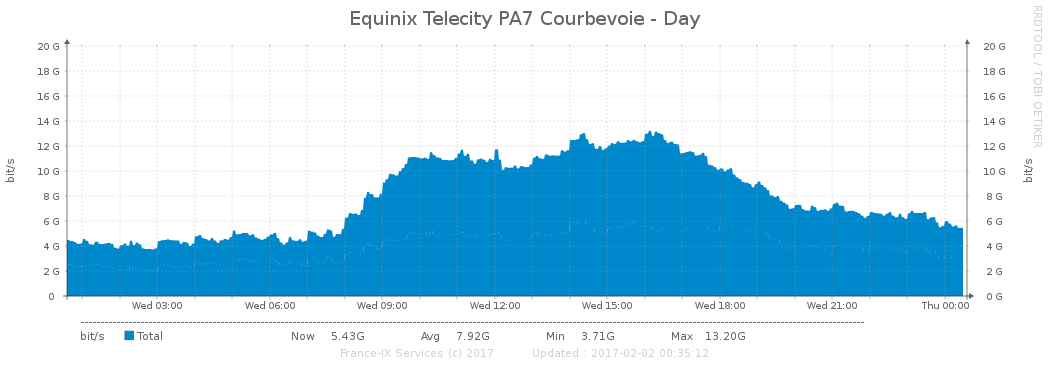 Equinix Telecity PA7 Courbevoie - Day
RRDTOOL / TOBI OETIKER
20 G 20 G
18 G 18 G
16 G 16 G
14 G 14 G
12 G 12 G
10 G 10 G
8 G 8 G
6 G 6 G
4 G 4 G
2 G 2 G
0 0 G
bit/s bit/s
Wed 03:00 Wed 06:00 Wed 09:00 Wed 12:00 Wed 15:00 Wed 18:00 Wed 21:00 Thu 00:00
bit/s Total Now 5.43G Avg 7.92G Min 3.71G Max 13.20G
France-IX Services (c) 2017 Updated : 2017-02-02 00:35:12